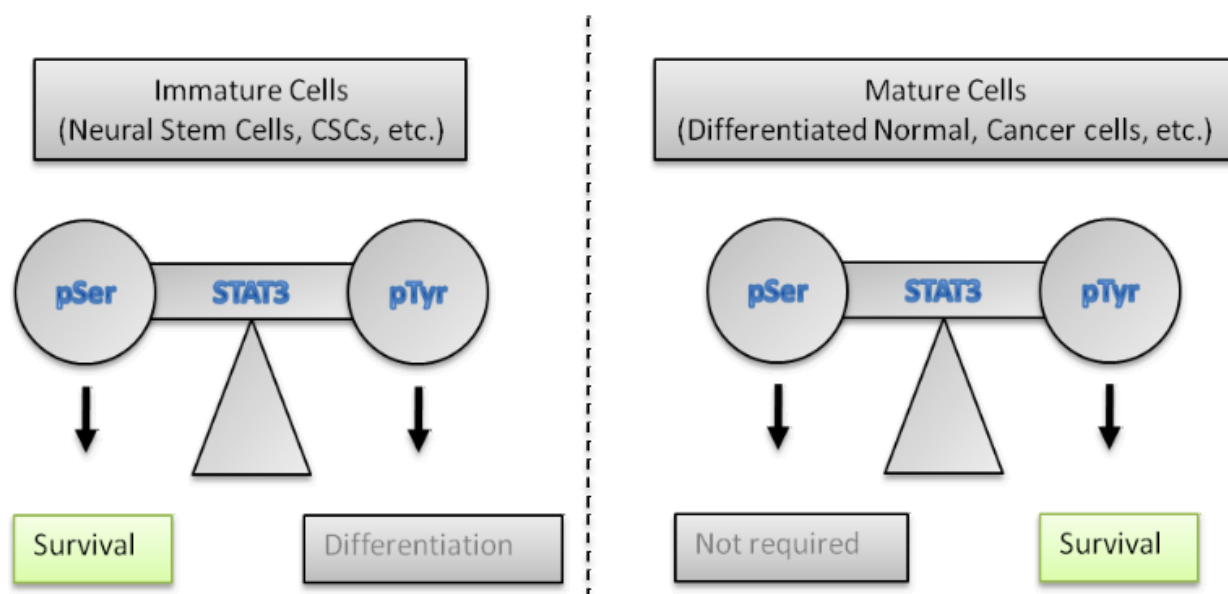 Immature Cells
(Neural Stem Cells, CSCs, etc.)
pSer
STAT3
pTyr
Survival
Differentiation
Mature Cells
(Differentiated Normal, Cancer cells, etc.)
pSer
STAT3
pTyr
Not required
Survival